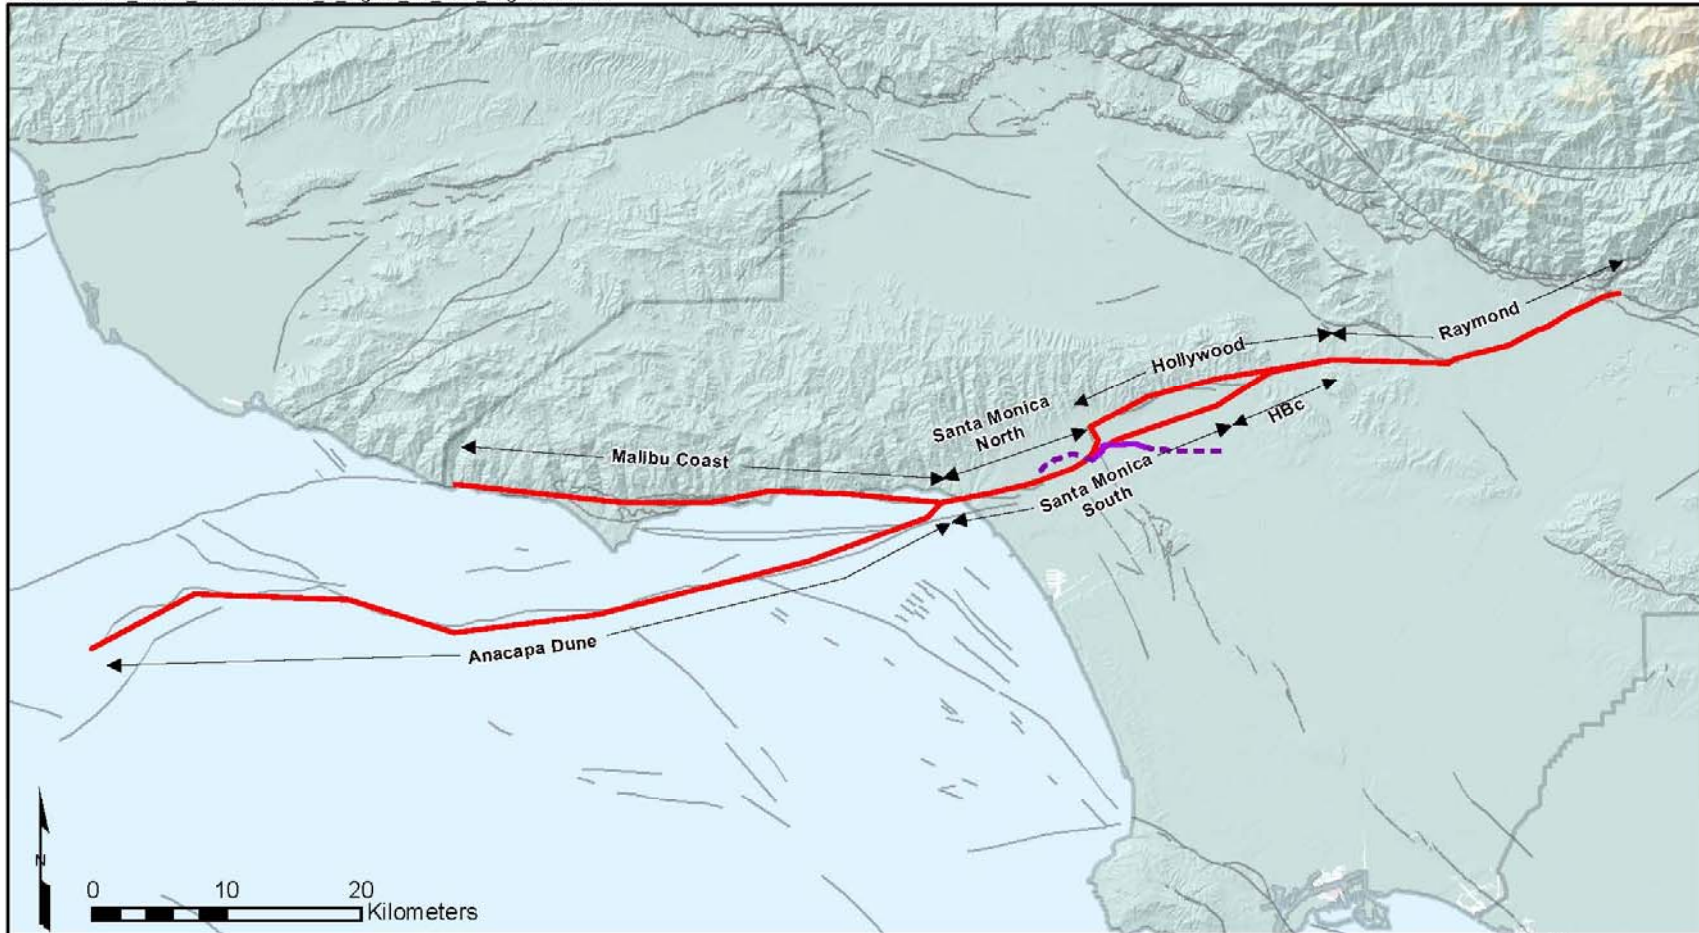 Raymond
Hollywood
HBc
Santa Monica
North
Malibu Coast
Santa Monica
South
Anacapa Dune
N
0 10 20
Kilometers